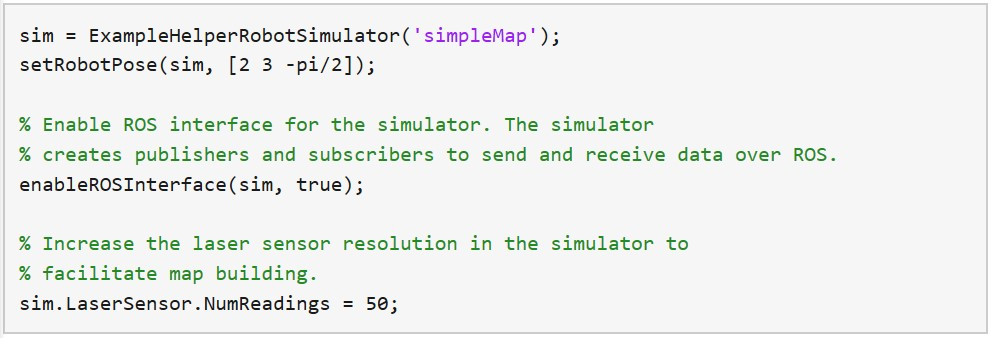 sim = ExampleHelperRobotSimulator('simpleMap');
setRobotPose(sim, [2 3 -pi/2]);
% Enable ROS interface for the simulator. The simulator
% creates publishers and subscribers to send and receive data over ROS.
enableROSInterface(sim, true);
% Increase the laser sensor resolution in the simulator to
% facilitate map building.
sim.LaserSensor.NumReadings = 50;